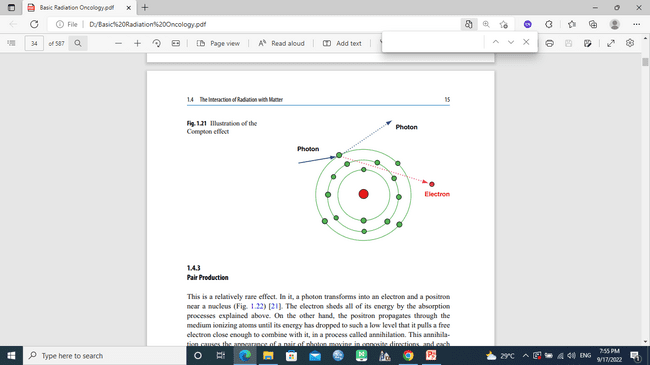 Basic Radiation Oncology.pdf
File
D:/Basic%20Radiation%20Oncology.pdf
34 of 587
Page view
Read aloud
Add text
1.4 The Interaction of Radiation with Matter 15
Fig. 1.21 Illustration of the
Compton effect
Photon
Photon
Electron
1.4.3
Pair Production
This is a relatively rare effect. In it, a photon transforms into an electron and a positron
near a nucleus (Fig. 1.22) [21]. The electron sheds all of its energy by the absorption
processes explained above. On the other hand, the positron propagates through the
medium ionizing atoms until its energy has dropped to such a low level that it pulls a free
electron close enough to combine with it, in a process called annihilation. This annihila-
tion causes the appearance of a pair of photon moving in opposite directions, and each
Type here to search
29°C
ENG
7:55 PM
9/17/2022